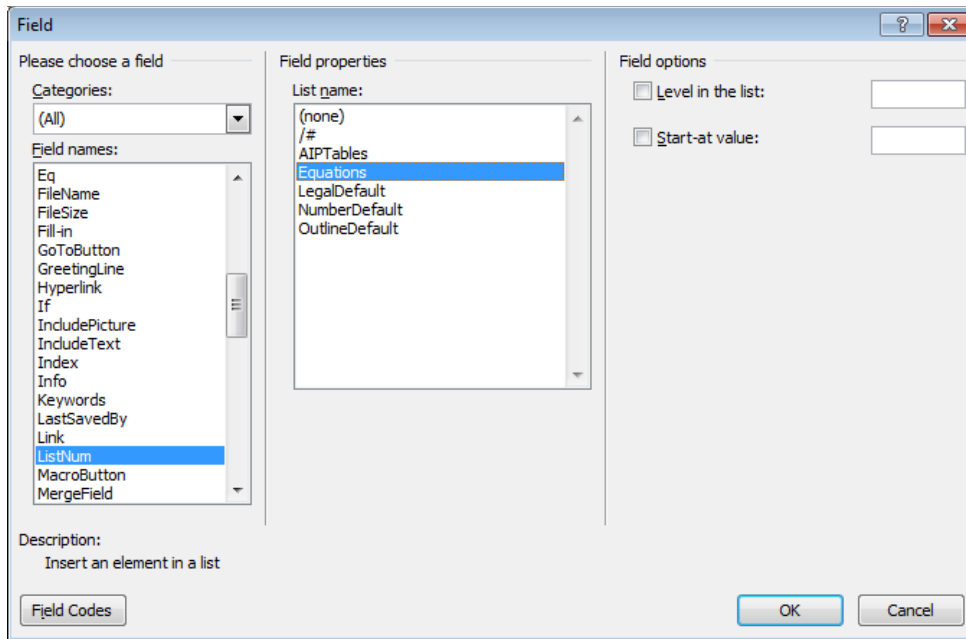 Field
Please choose a field
Categories:
(All)
Field names:
Eq
FileName
FileSize
Fill-in
GoToButton
GreetingLine
Hyperlink
If
IncludePicture
IncludeText
Index
Info
Keywords
LastSavedBy
Link
ListNum
MacroButton
MergeField
Field properties
List name:
(none)
/#
AIPTables
Equations
LegalDefault
NumberDefault
OutlineDefault
Field options
Level in the list:
Start-at value:
Description:
Insert an element in a list
Field Codes
OK
Cancel